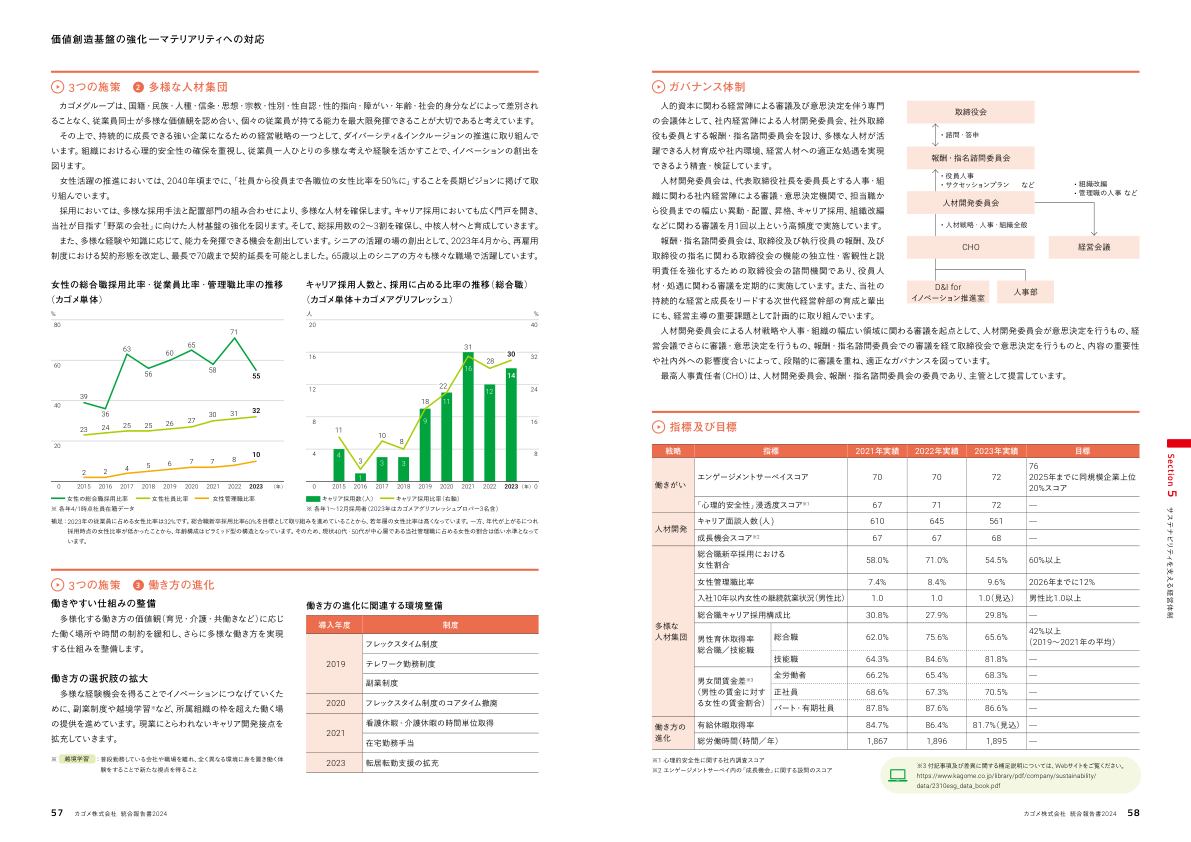 価値創造基盤の強化―マテリアリティへの対応
3つの施策 2 多様な人材集団
カゴメグループは、国籍・民族・人種・信条・思想・宗教・性別・性自認・性的指向・障がい・年齢・社会的身分などによって差別され
ることなく、従業員同士が多様な価値観を認め合い、個々の従業員が持てる能力を最大限発揮できることが大切であると考えています。
その上で、持続的に成長できる強い企業になるための経営戦略の一つとして、ダイバーシティ&インクルージョンの推進に取り組んで
います。組織における心理的安全性の確保を重視し、従業員一人ひとりの多様な考えや経験を活かすことで、イノベーションの創出を
図ります。
女性活躍の推進においては、2040年頃までに、「社員から役員まで各職位の女性比率を50%に」することを長期ビジョンに掲げて取
り組んでいます。
採用においては、多様な採用手法と配置部門の組み合わせにより、多様な人材を確保します。キャリア採用においても広く門戸を開き、
当社が目指す「野菜の会社」に向けた人材基盤の強化を図ります。そして、総採用数の2~3割を確保し、中核人材へと育成していきます。
また、多様な経験や知識に応じて、能力を発揮できる機会を創出しています。シニアの活躍の場の創出として、2023年4月から、再雇用
制度における契約形態を改定し、最長で70歳まで契約延長を可能としました。65歳以上のシニアの方々も様々な職場で活躍しています。
女性の総合職採用比率・従業員比率・管理職比率の推移
(カゴメ単体)
%
80
60
40
20
0
39 36 63 56 60 65 58 71 55
23 24 25 25 26 27 30 31 32
2 2 4 5 6 7 7 8 10
2015 2016 2017 2018 2019 2020 2021 2022 2023 (年)
女性の総合職採用比率 女性社員比率 女性管理職比率
※ 各年4/1時点社員在職データ
キャリア採用人数と、採用に占める比率の推移(総合職)
(カゴメ単体+カゴメアグリフレッシュ)
人 %
20 40
16 32
12 24
8 16
4 8
0 0
11 3 10 8 18 22 31 28 30
4 1 3 3 9 11 16 12 14
2015 2016 2017 2018 2019 2020 2021 2022 2023 (年)
キャリア採用数(人) キャリア採用比率(右軸)
※ 各年1~12月採用者(2023年はカゴメアグリフレッシュプロパー3名含)
補足:2023年の従業員に占める女性比率は32%です。総合職新卒採用比率60%を目標として取り組みを進めていることから、若年層の女性比率は高くなっています。一方、年代が上がるにつれ
採用時点の女性比率が低かったことから、年齢構成はピラミッド型の構造となっています。そのため、現状40代・50代が中心層である当社管理職に占める女性の割合は低い水準となって
います。
3つの施策 3 働き方の進化
働きやすい仕組みの整備
多様化する働き方の価値観(育児・介護・共働きなど)に応じ
た働く場所や時間の制約を緩和し、さらに多様な働き方を実現
する仕組みを整備します。
働き方の選択肢の拡大
多様な経験機会を得ることでイノベーションにつなげていくた
めに、副業制度や越境学習※など、所属組織の枠を超えた働く場
の提供を進めています。現業にとらわれないキャリア開発接点を
拡充していきます。
※ 越境学習 :普段勤務している会社や職場を離れ、全く異なる環境に身を置き働く体
験をすることで新たな視点を得ること
働き方の進化に関連する環境整備
導入年度 制度
2019 フレックスタイム制度
テレワーク勤務制度
副業制度
2020 フレックスタイム制度のコアタイム撤廃
2021 看護休暇・介護休暇の時間単位取得
在宅勤務手当
2023 転居転勤支援の拡充
57 カゴメ株式会社 統合報告書2024
ガバナンス体制
人的資本に関わる経営陣による審議及び意思決定を伴う専門
の会議体として、社内経営陣による人材開発委員会、社外取締
役も委員とする報酬・指名諮問委員会を設け、多様な人材が活
躍できる人材育成や社内環境、経営人材への適正な処遇を実現
できるよう精査・検証しています。
人材開発委員会は、代表取締役社長を委員長とする人事・組
織に関わる社内経営陣による審議・意思決定機関で、担当職か
ら役員までの幅広い異動・配置、昇格、キャリア採用、組織改編
などに関わる審議を月1回以上という高頻度で実施しています。
報酬・指名諮問委員会は、取締役及び執行役員の報酬、及び
取締役の指名に関わる取締役会の機能の独立性・客観性と説
明責任を強化するための取締役会の諮問機関であり、役員人
材・処遇に関わる審議を定期的に実施しています。また、当社の
持続的な経営と成長をリードする次世代経営幹部の育成と輩出
にも、経営主導の重要課題として計画的に取り組んでいます。
人材開発委員会による人材戦略や人事・組織の幅広い領域に関わる審議を起点として、人材開発委員会が意思決定を行うもの、経
営会議でさらに審議・意思決定を行うもの、報酬・指名諮問委員会での審議を経て取締役会で意思決定を行うものと、内容の重要性
や社内外への影響度合いによって、段階的に審議を重ね、適正なガバナンスを図っています。
最高人事責任者(CHO)は、人材開発委員会、報酬・指名諮問委員会の委員であり、主管として提言しています。
取締役会
・諮問・答申
報酬・指名諮問委員会
・役員人事
・サクセッションプラン など
・組織改編
・管理職の人事 など
人材開発委員会
・人材戦略・人事・組織全般
CHO
経営会議
D&I for
イノベーション推進室
人事部
指標及び目標
戦略 指標 2021年実績 2022年実績 2023年実績 目標
働きがい エンゲージメントサーベイスコア 70 70 72 76
2025年までに同規模企業上位
20%スコア
「心理的安全性」浸透度スコア※1 67 71 72 ―
人材開発 キャリア面談人数(人) 610 645 561 ―
成長機会スコア※2 67 67 68 ―
多様な
人材集団
総合職新卒採用における
女性割合 58.0% 71.0% 54.5% 60%以上
女性管理職比率 7.4% 8.4% 9.6% 2026年までに12%
入社10年以内女性の継続就業状況(男性比) 1.0 1.0 1.0(見込) 男性比1.0以上
総合職キャリア採用構成比 30.8% 27.9% 29.8% ―
男性育休取得率
総合職/技能職
総合職 62.0% 75.6% 65.6% 42%以上
(2019~2021年の平均)
技能職 64.3% 84.6% 81.8% ―
男女間賃金差※3
(男性の賃金に対す
る女性の賃金割合)
全労働者 66.2% 65.4% 68.3% ―
正社員 68.6% 67.3% 70.5% ―
パート・有期社員 87.8% 87.6% 86.6% ―
働き方の
進化
有給休暇取得率 84.7% 86.4% 81.7%(見込) ―
総労働時間(時間/年) 1,867 1,896 1,895 ―
※1 心理的安全性に関する社内調査スコア
※2 エンゲージメントサーベイ内の「成長機会」に関する設問のスコア
※3 付記事項及び差異に関する補足説明については、Webサイトをご覧ください。
https://www.kagome.co.jp/library/pdf/company/sustainability/
data/2310esg_data_book.pdf
Section 5
サステナビリティを支える経営体制
カゴメ株式会社 統合報告書2024 58